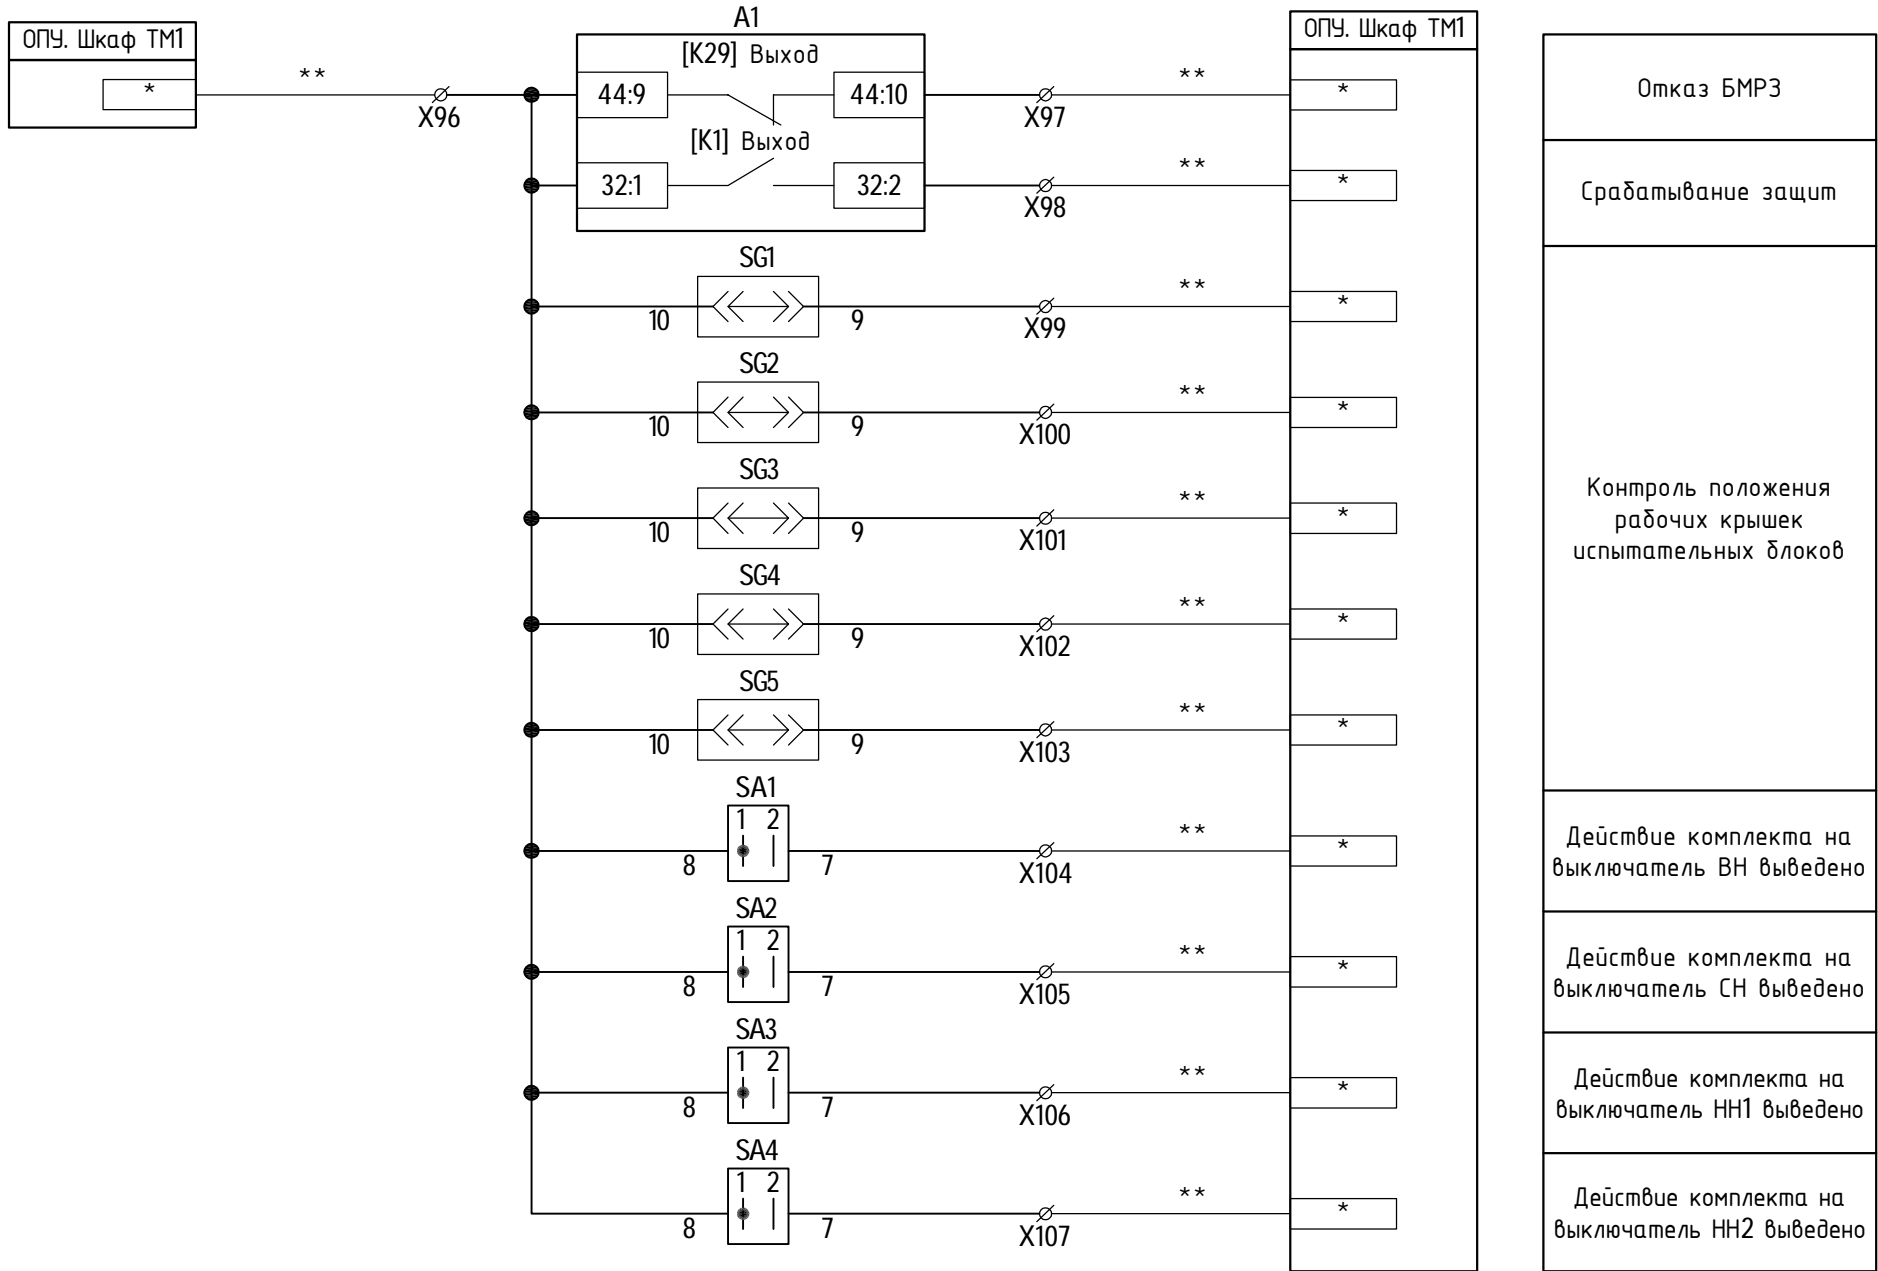 ОПУ. Шкаф ТМ1
*
**
X96
A1
[K29] Выход
44:9
44:10
[K1] Выход
32:1
32:2
X97
**
X98
**
SG1
10
9
X99
**
SG2
10
9
X100
**
SG3
10
9
X101
**
SG4
10
9
X102
**
SG5
10
9
X103
**
SA1
1 2
8
7
X104
**
SA2
1 2
8
7
X105
**
SA3
1 2
8
7
X106
**
SA4
1 2
8
7
X107
**
ОПУ. Шкаф ТМ1
*
*
*
*
*
*
*
*
*
*
*
Отказ БМРЗ
Срабатывание защит
Контроль положения
рабочих крышек
испытательных блоков
Действие комплекта на
выключатель ВН выведено
Действие комплекта на
выключатель СН выведено
Действие комплекта на
выключатель НН1 выведено
Действие комплекта на
выключатель НН2 выведено